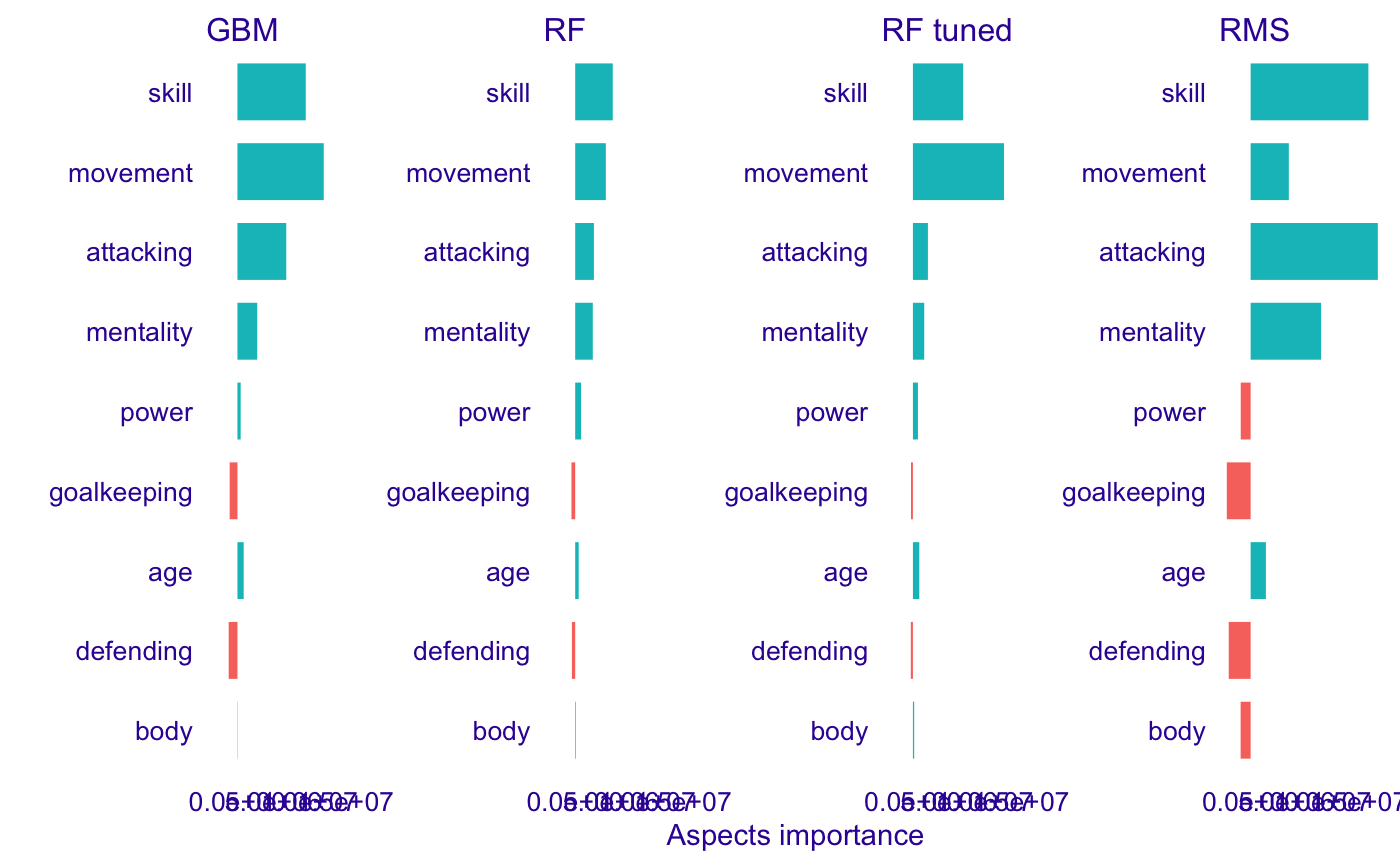 GBM RF RF tuned RMS
skill skill skill skill
movement movement movement movement
attacking attacking attacking attacking
mentality mentality mentality mentality
power power power power
goalkeeping goalkeeping goalkeeping goalkeeping
age age age age
defending defending defending defending
body body body body
Aspects importance